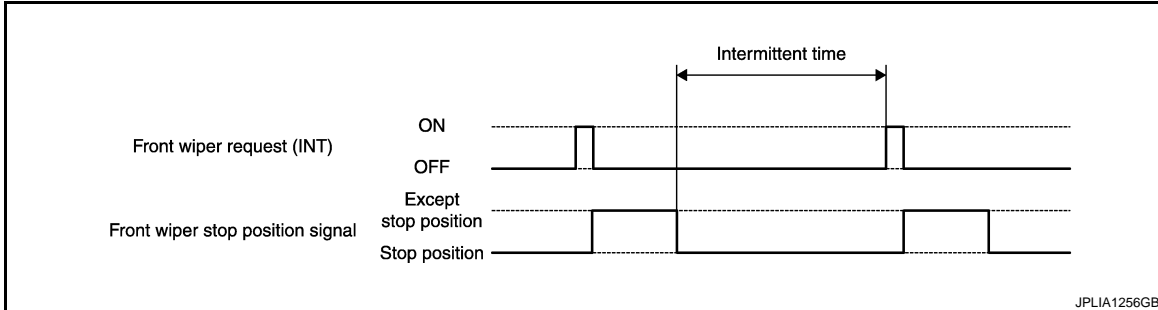 Intermittent time
ON
Front wiper request (INT)
OFF
Except
stop position
Front wiper stop position signal
Stop position
JPLIA1256GB